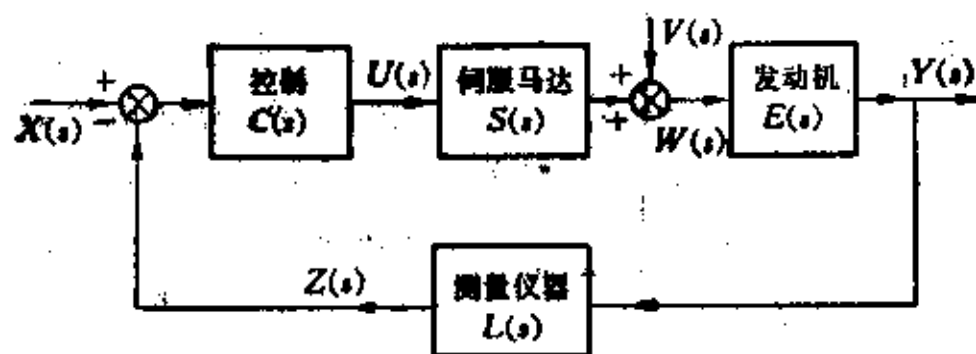 V(s)
控制
C(s)
U(s)
伺服马达
S(s)
发动机
E(s)
Y(s)
+
−
X(s)
+
+
W(s)
Z(s)
测量仪器
L(s)